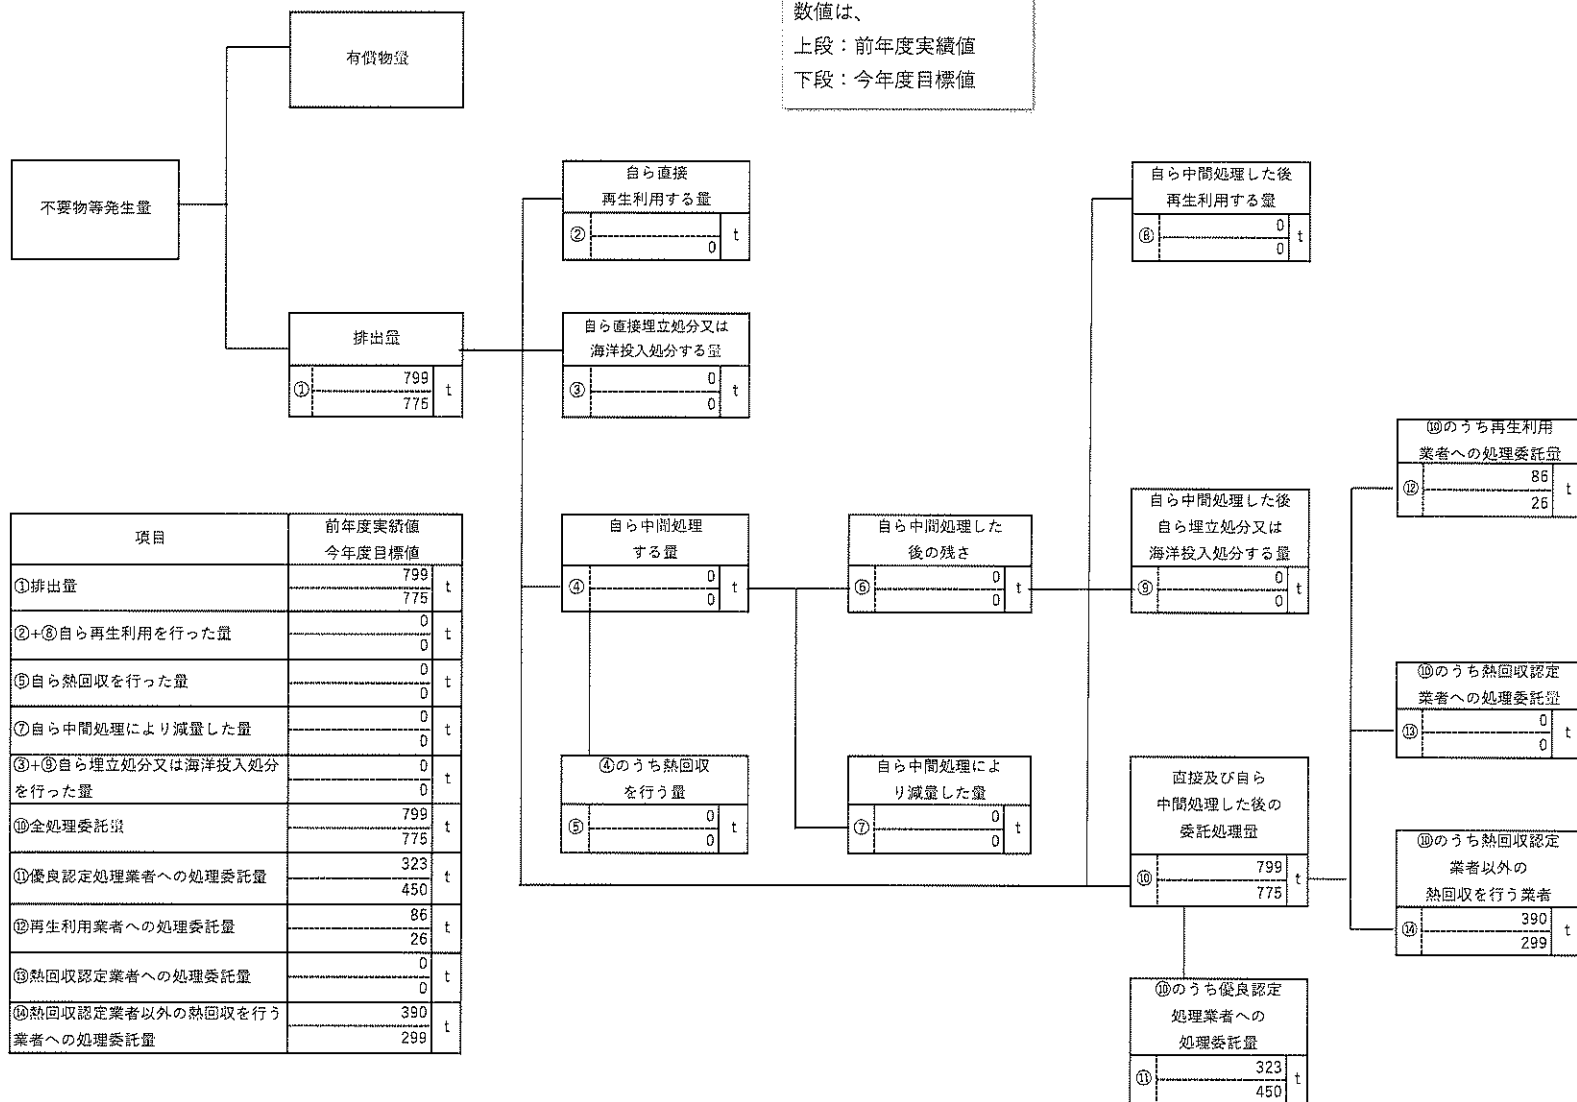 数値は、
上段：前年度実績値
下段：今年度目標値
有償物量
不要物等発生量
排出量
① 799 t
775
自ら直接
再生利用する量
② t
0
自ら直接埋立処分又は
海洋投入処分する量
③ 0 t
0
自ら中間処理した後
再生利用する量
⑧ 0 t
0
自ら中間処理
する量
④ 0 t
0
自ら中間処理した
後の残さ
⑥ 0 t
0
自ら中間処理した後
自ら埋立処分又は
海洋投入処分する量
⑨ 0 t
0
④のうち熱回収
を行う量
⑤ 0 t
0
自ら中間処理によ
り減量した量
⑦ 0 t
0
直接及び自ら
中間処理した後の
委託処理量
⑩ 799 t
775
⑩のうち優良認定
処理業者への
処理委託量
⑪ 323 t
450
⑩のうち再生利用
業者への処理委託量
⑫ 86 t
26
⑩のうち熱回収認定
業者への処理委託量
⑬ 0 t
0
⑩のうち熱回収認定
業者以外の
熱回収を行う業者
⑭ 390 t
299
項目 前年度実績値
今年度目標値
①排出量 799 t
775
②+⑧自ら再生利用を行った量 0 t
0
⑤自ら熱回収を行った量 0 t
0
⑦自ら中間処理により減量した量 0 t
0
③+⑨自ら埋立処分又は海洋投入処分 0 t
を行った量 0
⑩全処理委託量 799 t
775
⑪優良認定処理業者への処理委託量 323 t
450
⑫再生利用業者への処理委託量 86 t
26
⑬熱回収認定業者への処理委託量 0 t
0
⑭熱回収認定業者以外の熱回収を行う 390 t
業者への処理委託量 299